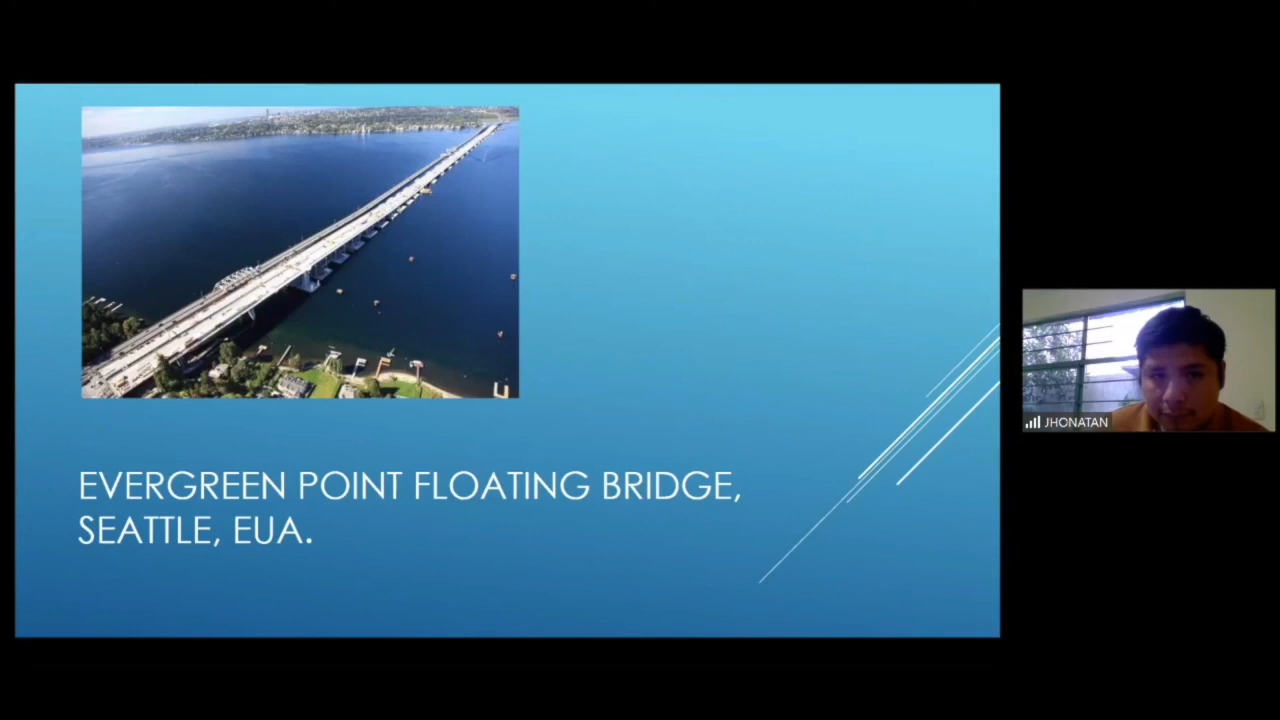 EVERGREEN POINT FLOATING BRIDGE,
SEATTLE, EUA.
JHONATAN